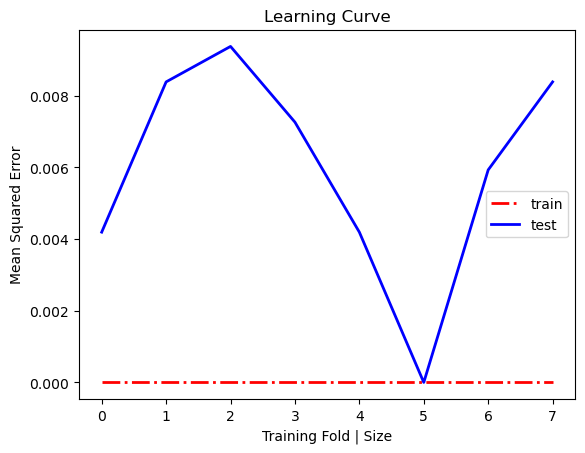 Learning Curve
Mean Squared Error
0.008
0.006
0.004
0.002
0.000
train
test
0 1 2 3 4 5 6 7
Training Fold | Size